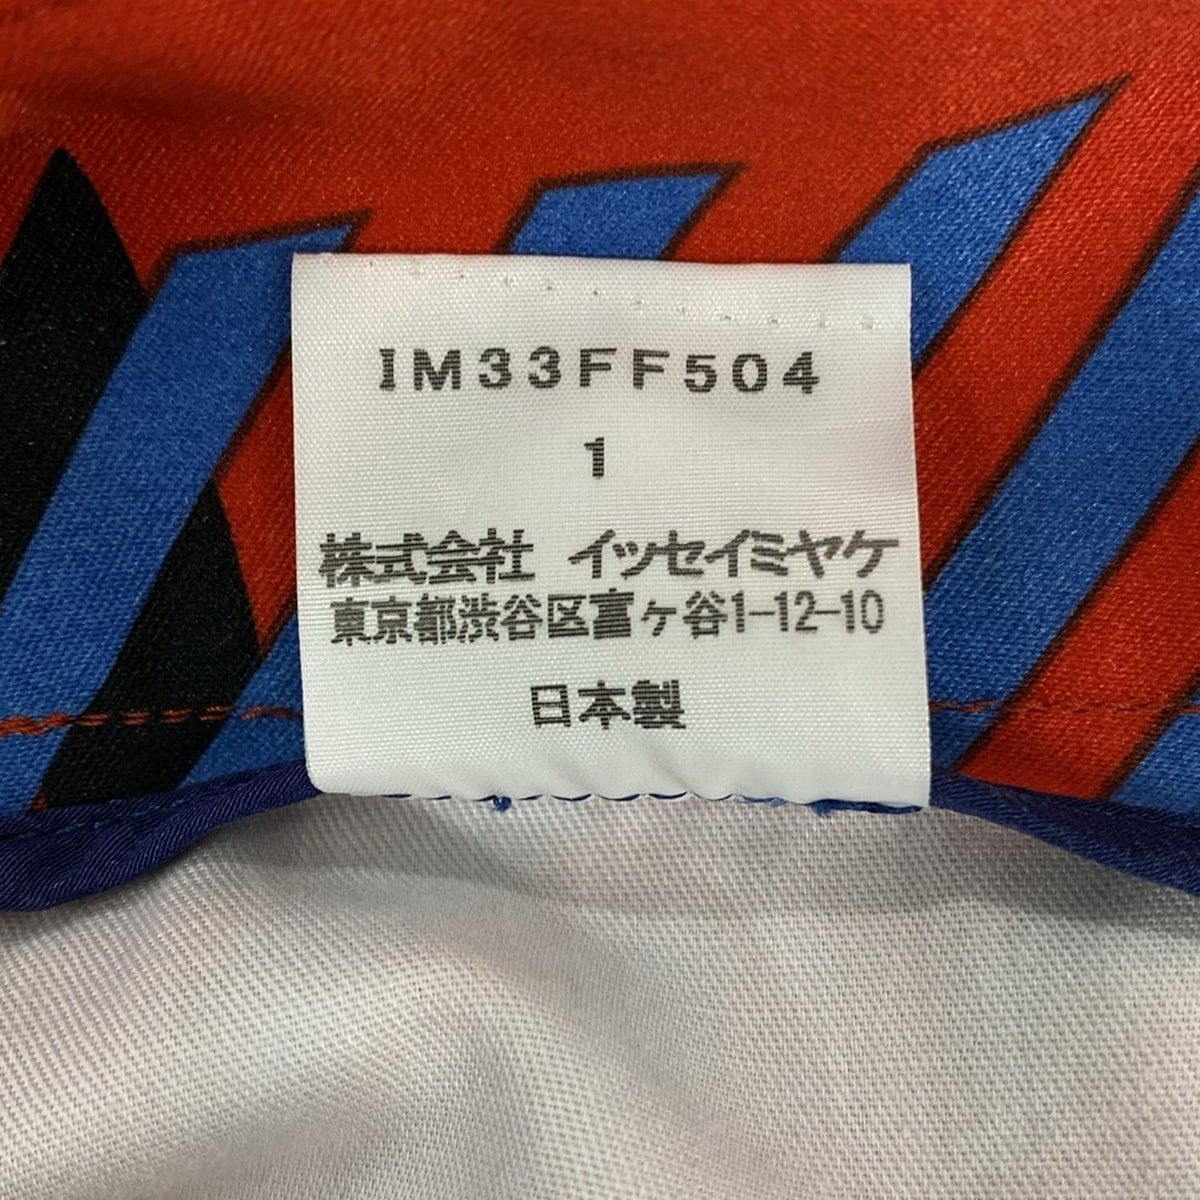 IM33FF504
1
株式会社 イッセイミヤケ
東京都渋谷区富ヶ谷1-12-10
日本製